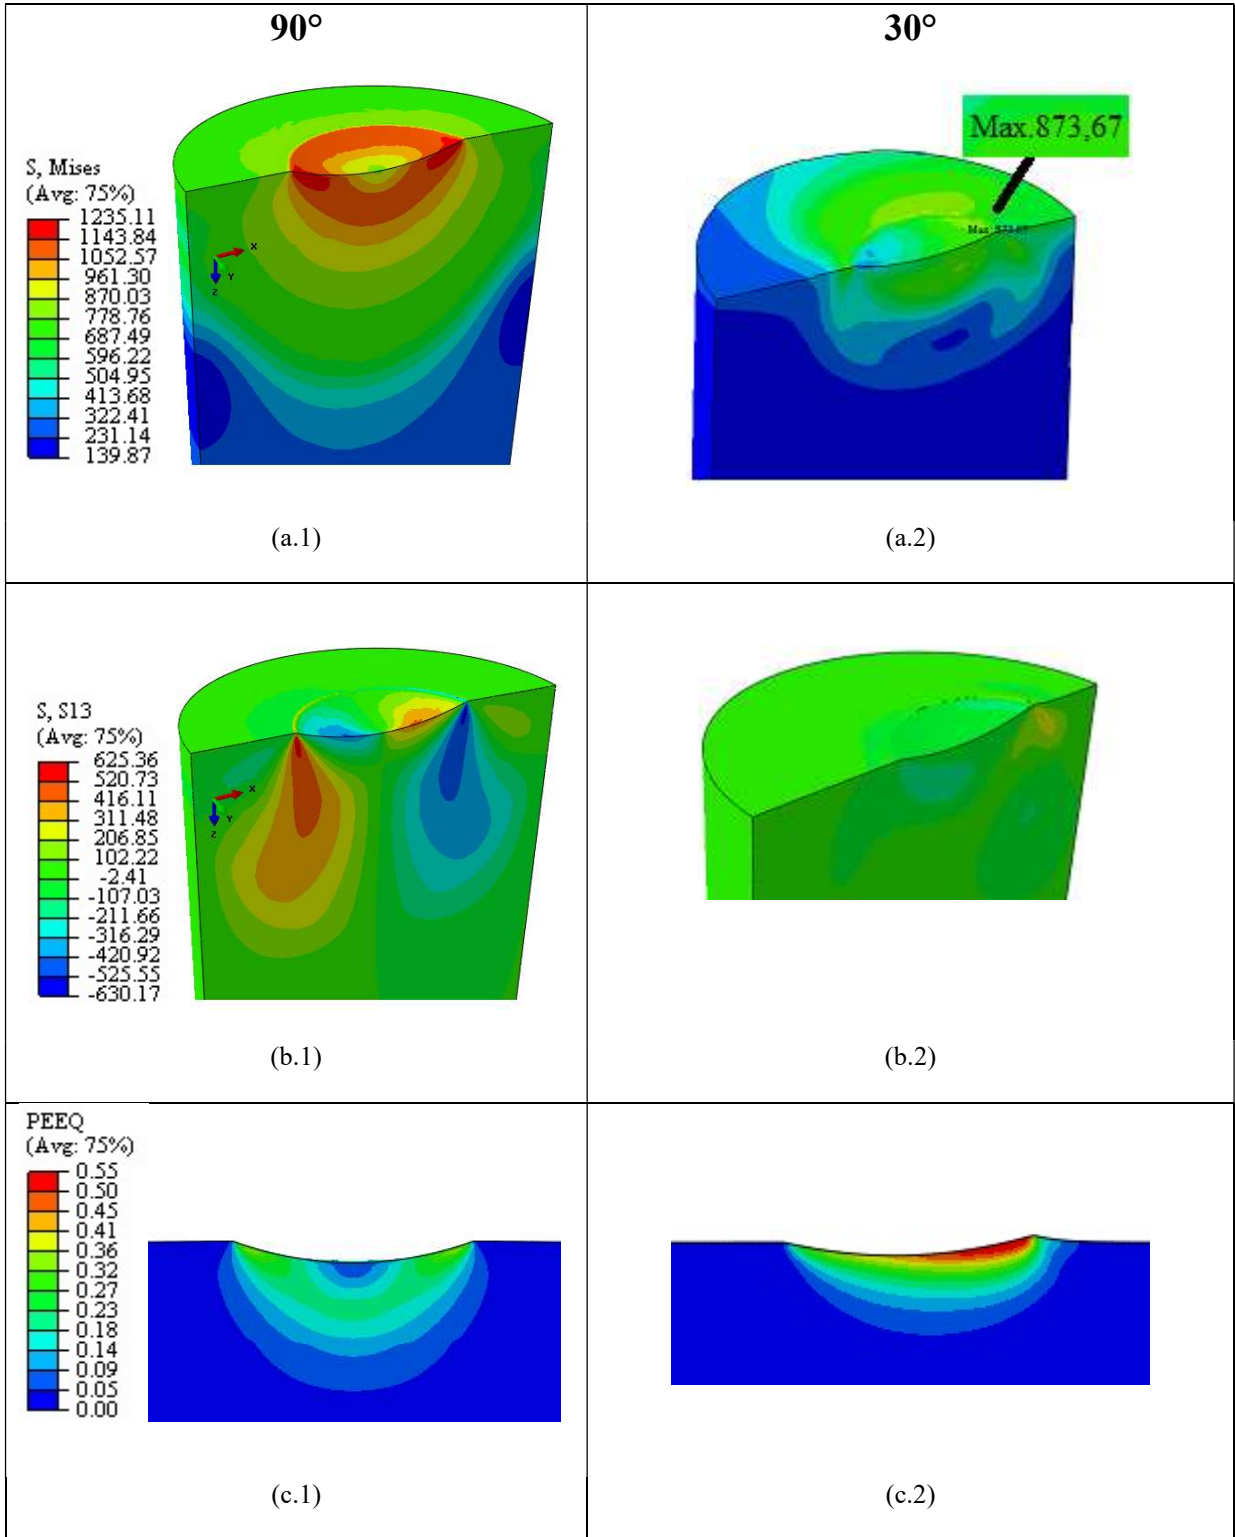 90°
30°
Max.873,67
S, Mises
(Avg: 75%)
1235.11
1143.84
1052.57
961.30
870.03
778.76
687.49
596.22
504.95
413.68
322.41
231.14
139.87
X
Y
Z
(a.1)
(a.2)
S, S13
(Avg: 75%)
625.36
520.73
416.11
311.48
206.85
102.22
-2.41
-107.03
-211.66
-316.29
-420.92
-525.55
-630.17
X
Y
Z
(b.1)
(b.2)
PEEQ
(Avg: 75%)
0.55
0.50
0.45
0.41
0.36
0.32
0.27
0.23
0.18
0.14
0.09
0.05
0.00
(c.1)
(c.2)